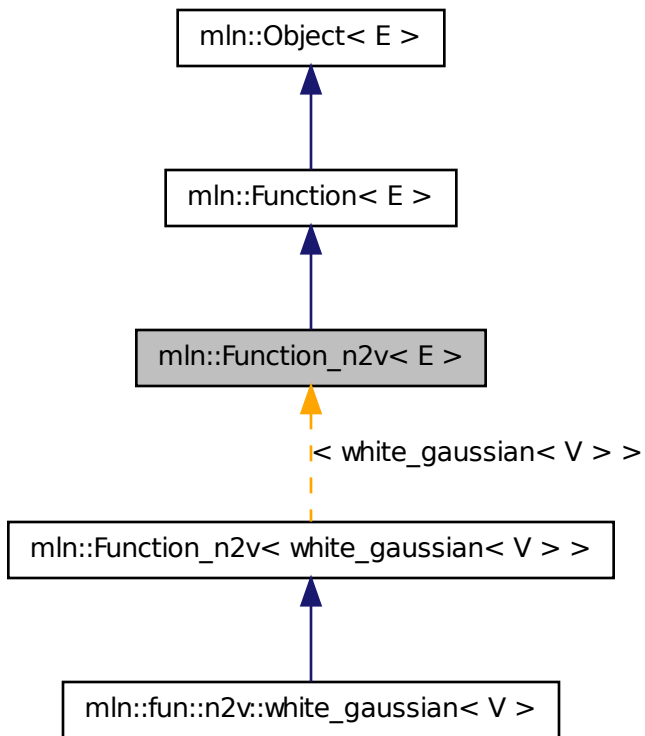 mln::Object< E >
mln::Function< E >
mln::Function_n2v< E >
< white_gaussian< V > >
mln::Function_n2v< white_gaussian< V > >
mln::fun::n2v::white_gaussian< V >